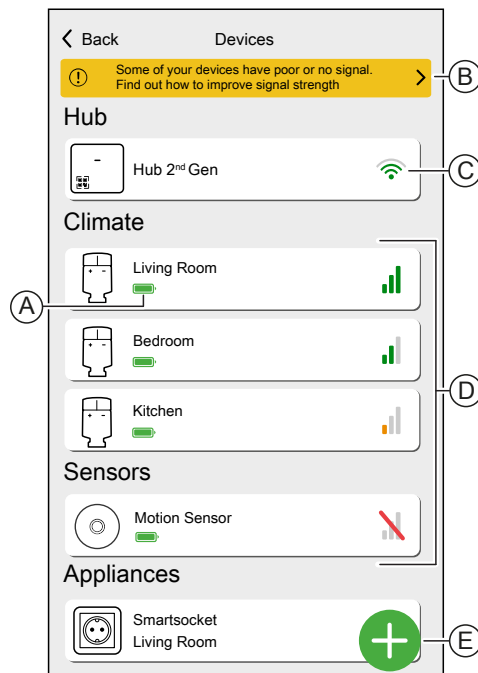 Back Devices
Some of your devices have poor or no signal.
Find out how to improve signal strength
B
Hub
Hub 2nd Gen
C
Climate
Living Room
A
Bedroom
D
Kitchen
Sensors
Motion Sensor
Appliances
Smartsocket
Living Room
E